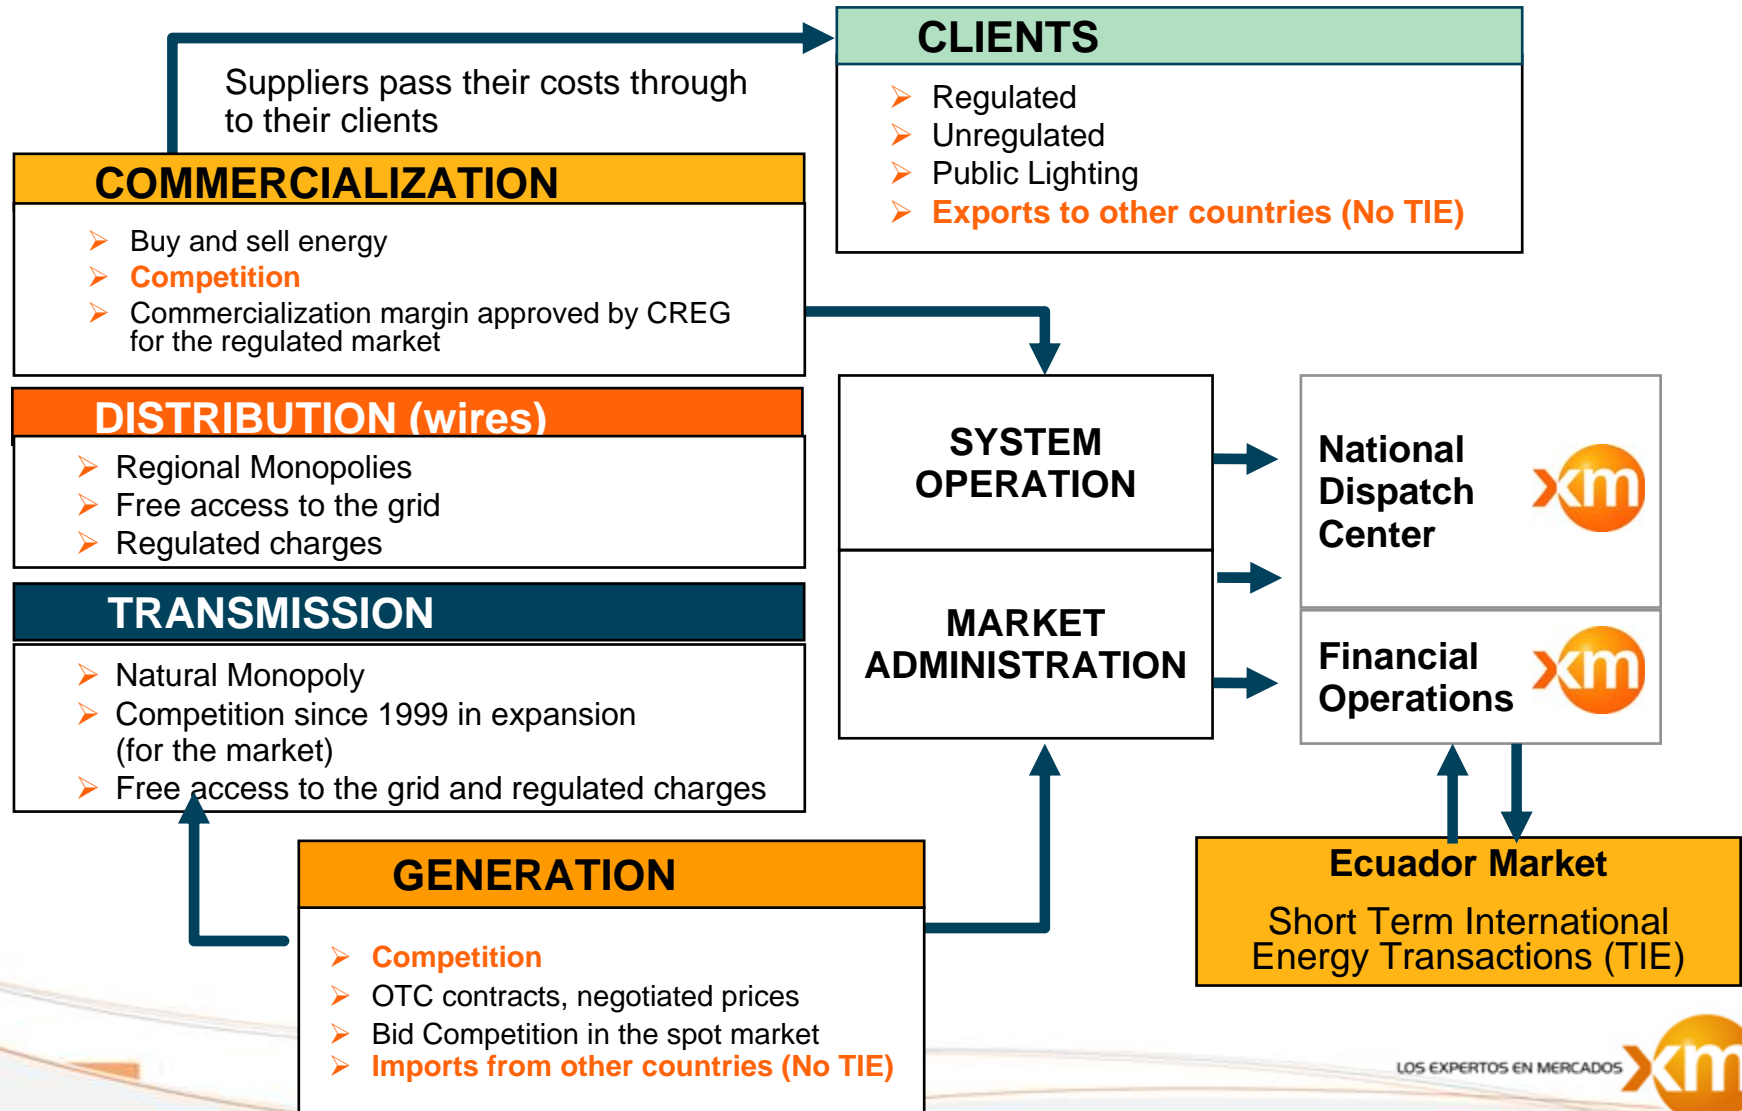 CLIENTS
Regulated
Unregulated
Public Lighting
Exports to other countries (No TIE)
Suppliers pass their costs through
to their clients
COMMERCIALIZATION
Buy and sell energy
Competition
Commercialization margin approved by CREG
for the regulated market
DISTRIBUTION (wires)
Regional Monopolies
Free access to the grid
Regulated charges
TRANSMISSION
Natural Monopoly
Competition since 1999 in expansion
(for the market)
Free access to the grid and regulated charges
GENERATION
Competition
OTC contracts, negotiated prices
Bid Competition in the spot market
Imports from other countries (No TIE)
SYSTEM
OPERATION
MARKET
ADMINISTRATION
National
Dispatch
Center
xm
Financial
Operations
xm
Ecuador Market
Short Term International
Energy Transactions (TIE)
LOS EXPERTOS EN MERCADOS
xm